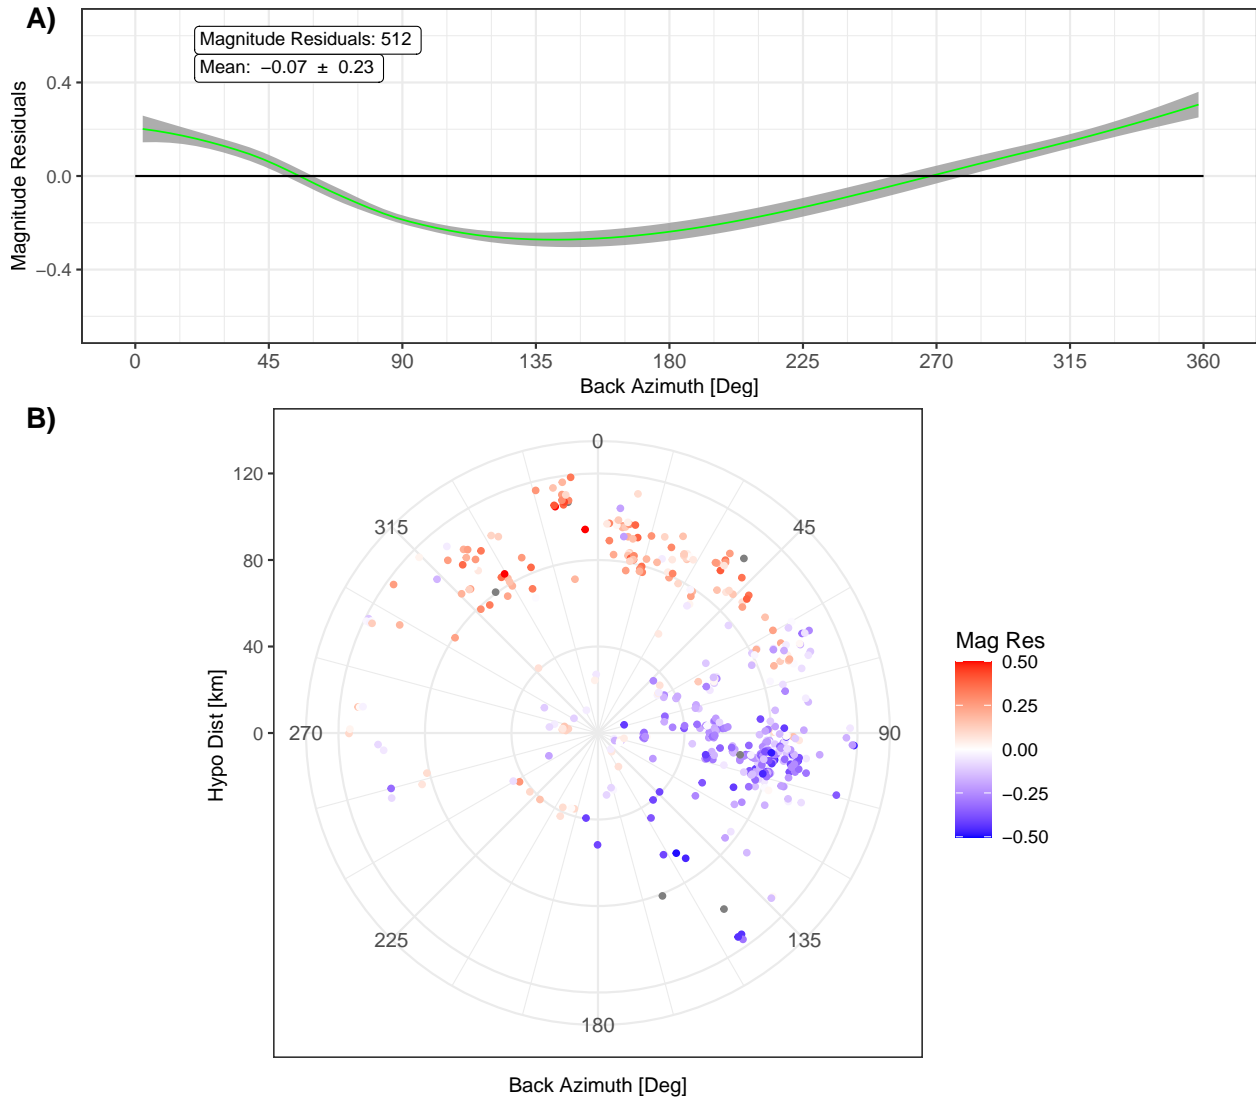 A)
Magnitude Residuals: 512
Mean: −0.07 ± 0.23
Magnitude Residuals
0.4
0.0
−0.4
0 45 90 135 180 225 270 315 360
Back Azimuth [Deg]
B)
Hypo Dist [km]
120
80
40
0
0
45
90
135
180
225
270
315
Back Azimuth [Deg]
Mag Res
0.50
0.25
0.00
−0.25
−0.50